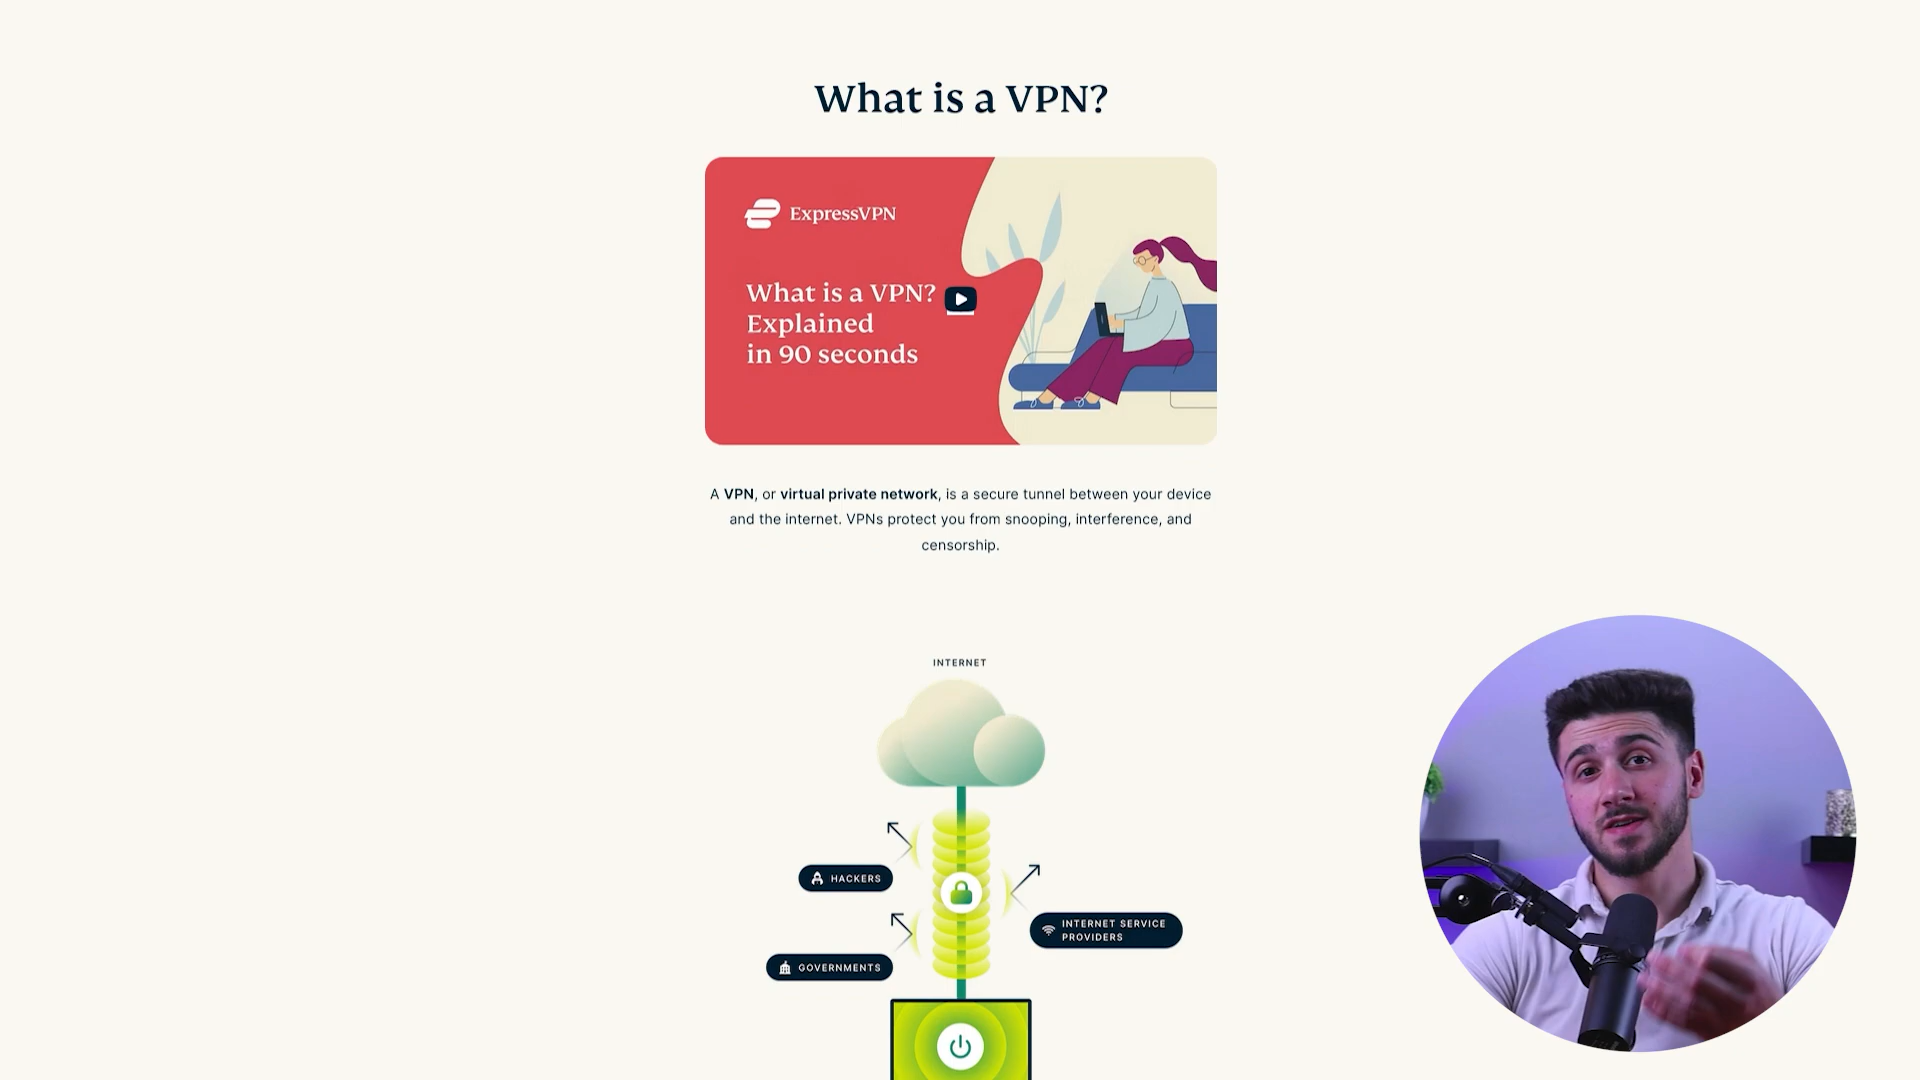 What is a VPN?
ExpressVPN
What is a VPN?
Explained
in 90 seconds
A VPN, or virtual private network, is a secure tunnel between your device
and the internet. VPNs protect you from snooping, interference, and
censorship.
INTERNET
HACKERS
INTERNET SERVICE
PROVIDERS
GOVERNMENTS